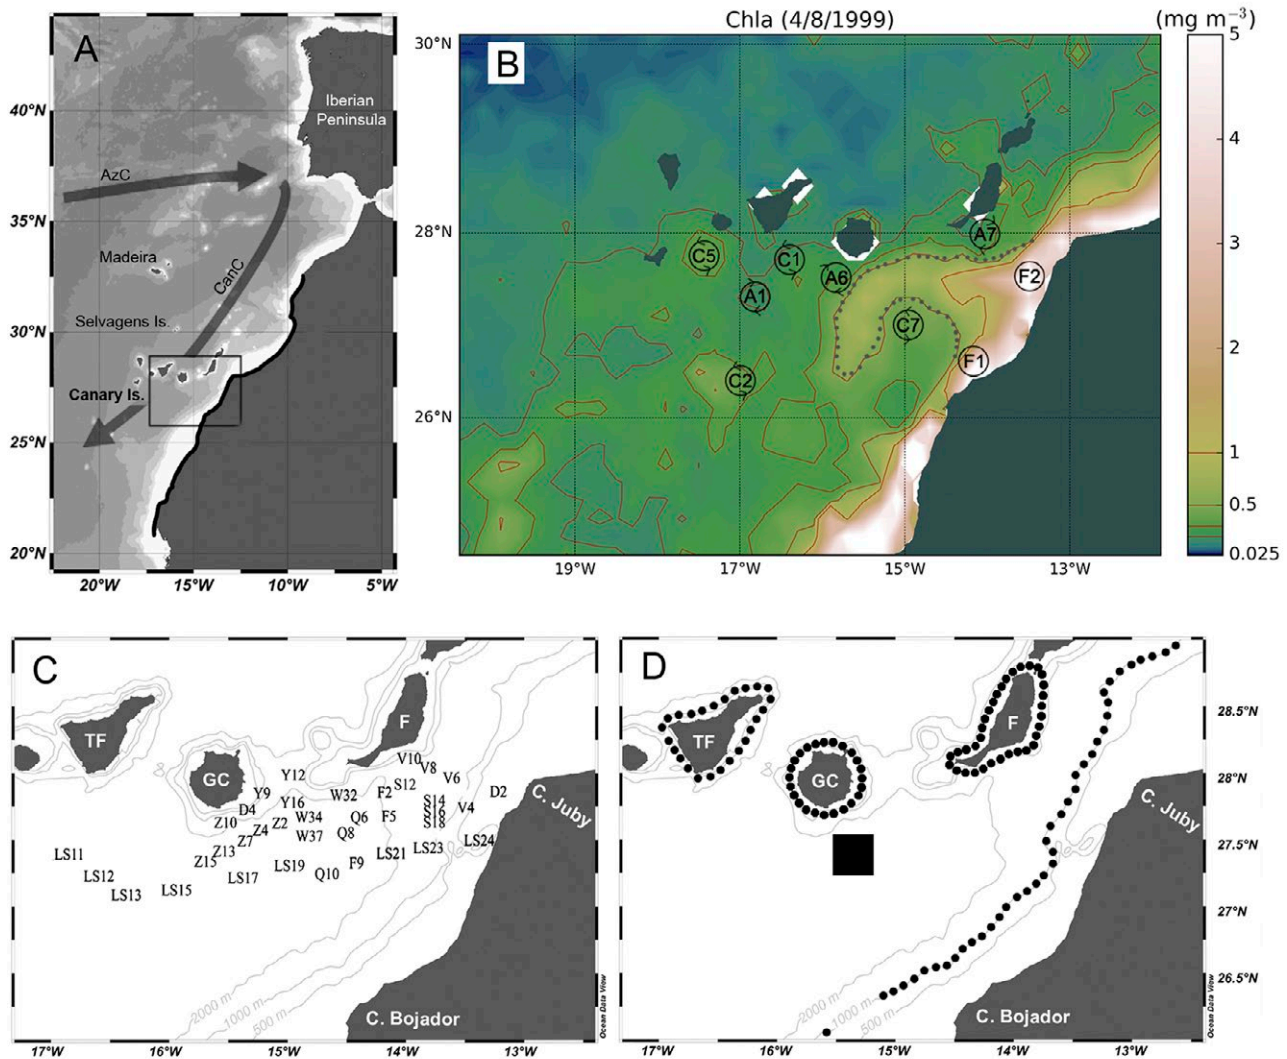 A
Iberian
Peninsula
AzC
Madeira
CanC
Selvagens Is.
Canary Is.
40°N
35°N
30°N
25°N
20°N
20°W
15°W
10°W
5°W
Chla (4/8/1999)
(mg m⁻³)
B
30°N
28°N
26°N
C5
C1
A7
A6
A1
F2
C7
F1
C2
19°W
17°W
15°W
13°W
5
4
3
2
1
0.5
0.025
C
TF
GC
F
V10
V8
V6
Y12
S12
D2
Y9
W32
F2
Y16
S14
V4
D4
S16
W34
Q6
F5
Z10
Z2
S18
Z4
Q8
W37
Z7
LS24
Z13
LS23
LS11
LS21
Z15
F9
LS19
LS12
Q10
LS17
LS15
LS13
C. Juby
C. Bojador
2000 m
1000 m
500 m
Ocean Data View
17°W
16°W
15°W
14°W
13°W
D
TF
GC
F
C. Juby
C. Bojador
2000 m
1000 m
500 m
Ocean Data View
28.5°N
28°N
27.5°N
27°N
26.5°N
17°W
16°W
15°W
14°W
13°W